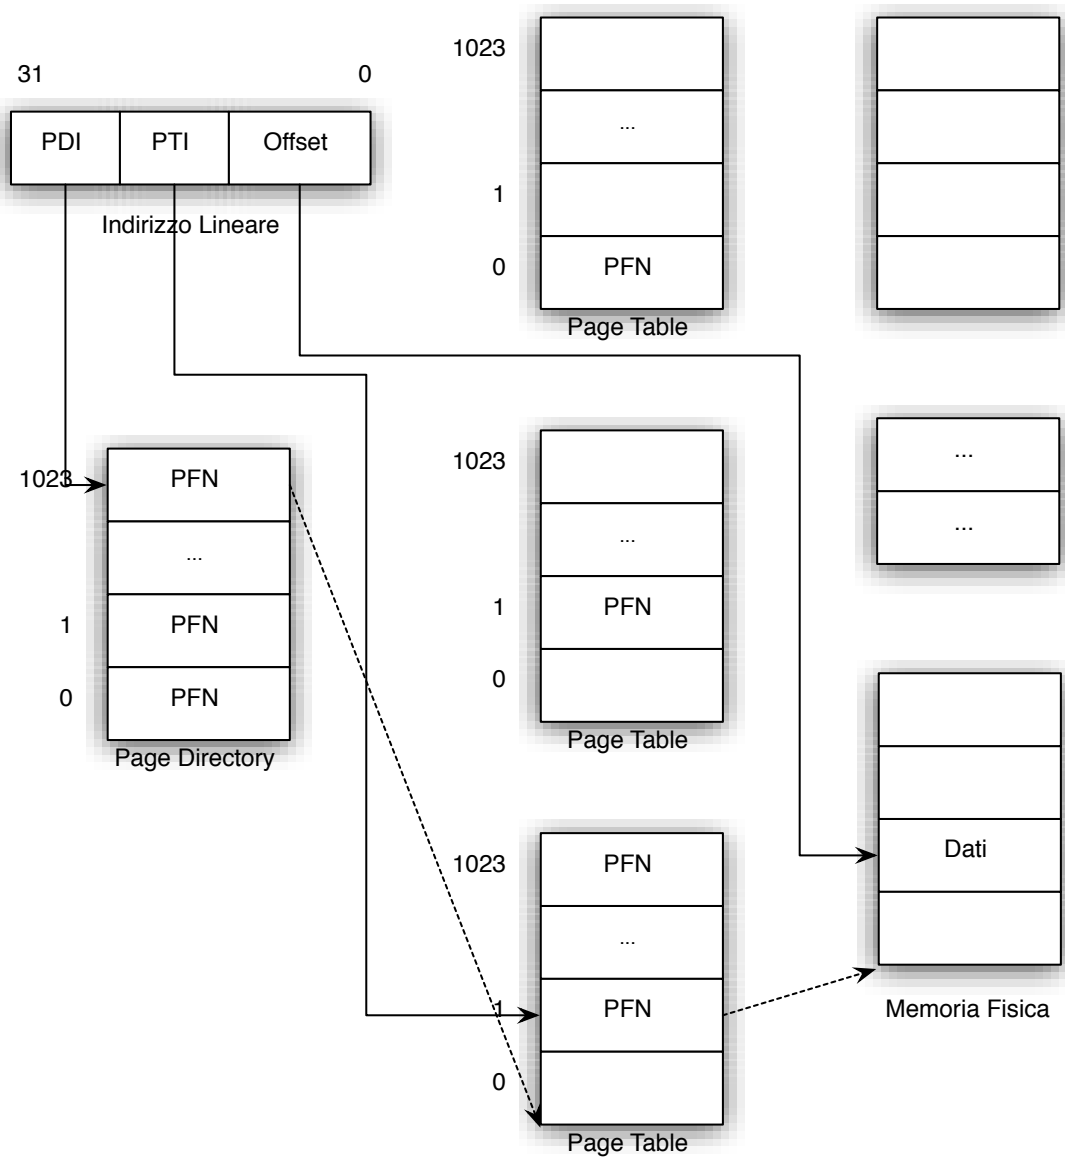 31 0
PDI PTI Offset
Indirizzo Lineare
1023 PFN
...
1 PFN
0 PFN
Page Directory
1023
...
1
0 PFN
Page Table
1023
...
1 PFN
0
Page Table
1023 PFN
...
1 PFN
0
Page Table
...
...
Dati
Memoria Fisica